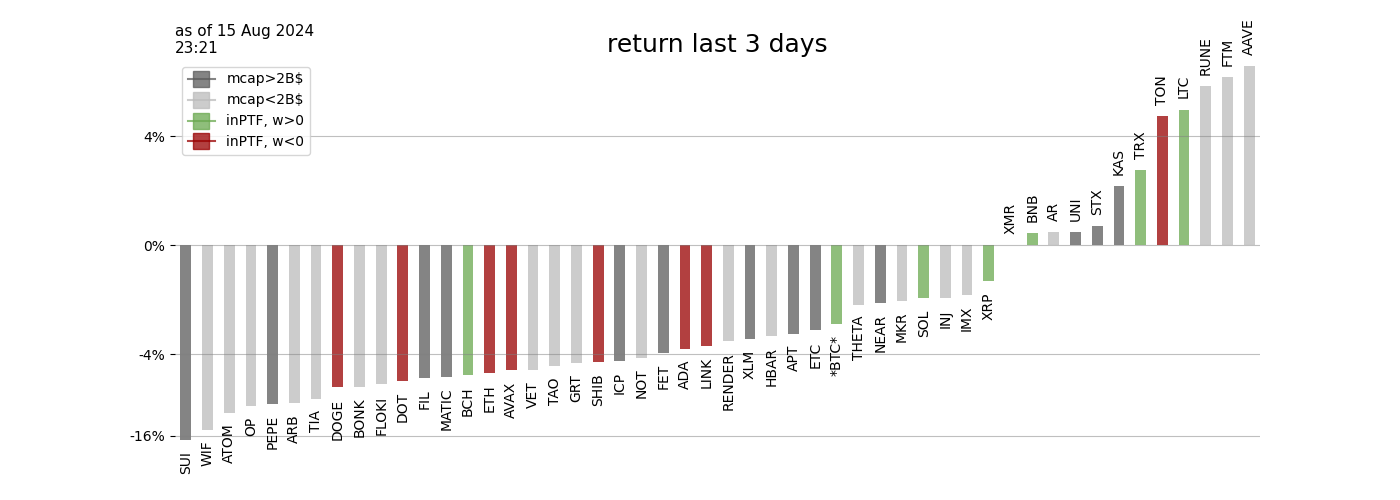 as of 15 Aug 2024
23:21
return last 3 days
mcap>2B$
mcap<2B$
inPTF, w>0
inPTF, w<0
4%
0%
-4%
-16%
SUI
WIF
ATOM
OP
PEPE
ARB
TIA
DOGE
BONK
FLOKI
DOT
FIL
MATIC
BCH
ETH
AVAX
VET
TAO
GRT
SHIB
ICP
NOT
FET
ADA
LINK
RENDER
XLM
HBAR
APT
ETC
*BTC*
THETA
NEAR
MKR
SOL
INJ
IMX
XRP
XMR
BNB
AR
UNI
STX
KAS
TRX
TON
LTC
RUNE
FTM
AAVE